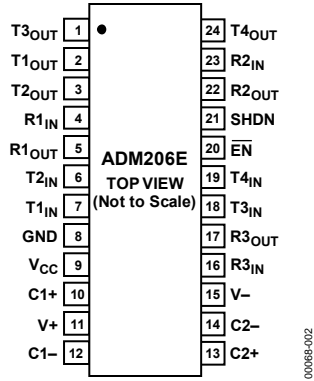 T3OUT 1 24 T4OUT
T1OUT 2 23 R2IN
T2OUT 3 22 R2OUT
R1IN 4 21 SHDN
R1OUT 5 20 EN
ADM206E
T2IN 6 19 T4IN
TOP VIEW
(Not to Scale)
T1IN 7 18 T3IN
GND 8 17 R3OUT
VCC 9 16 R3IN
C1+ 10 15 V–
V+ 11 14 C2–
C1– 12 13 C2+
00068-002